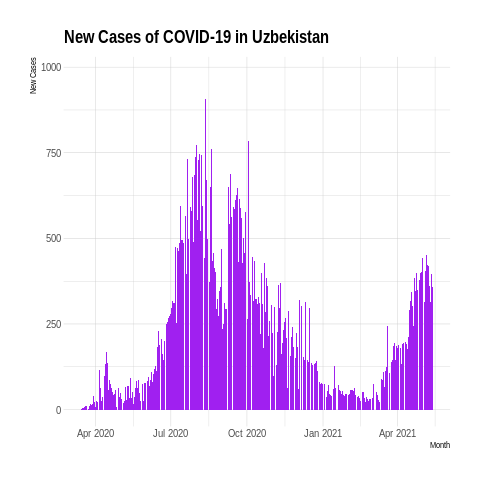 New Cases of COVID-19 in Uzbekistan
New Cases
1000
750
500
250
0
Apr 2020 Jul 2020 Oct 2020 Jan 2021 Apr 2021
Month